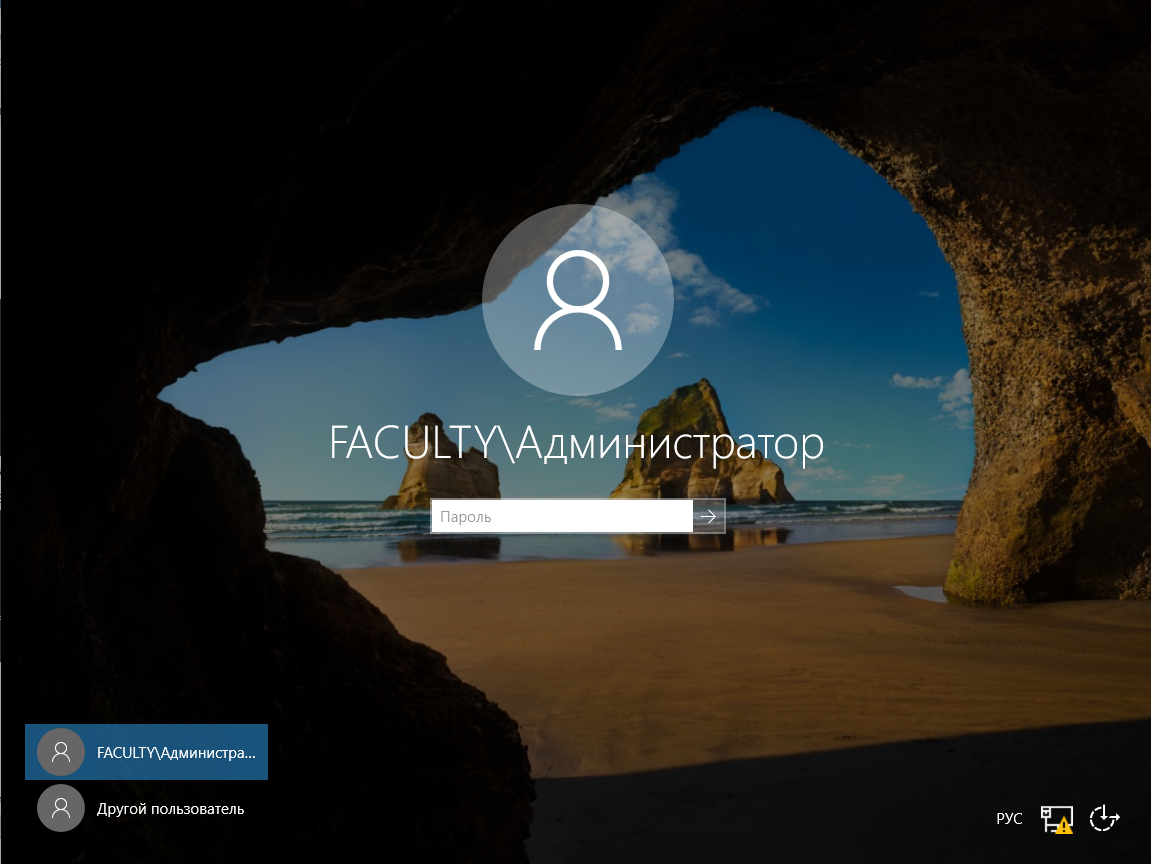 FACULTY\Администратор
Пароль
FACULTY\Администра...
Другой пользователь
РУС